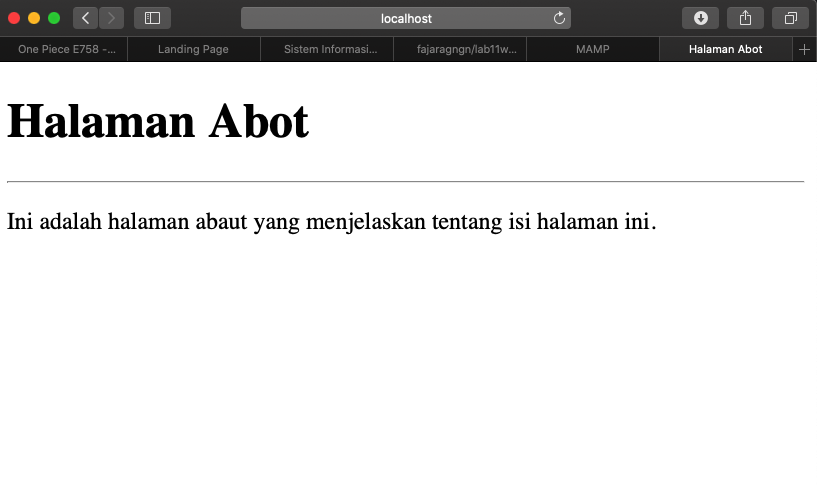 localhost
One Piece E758 -...
Landing Page
Sistem Informasi...
fajaragngn/lab11w...
MAMP
Halaman Abot
Halaman Abot
Ini adalah halaman abaut yang menjelaskan tentang isi halaman ini.